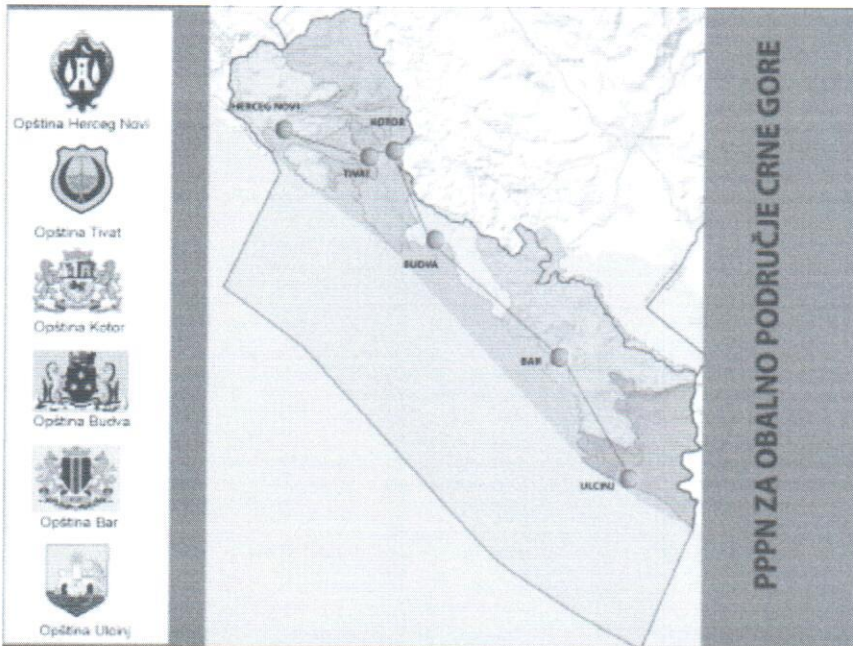 Opština Herceg Novi
Opština Tivat
Opština Kotor
Opština Budva
Opština Bar
Opština Ulcinj
HERCEG NOVI
KOTOR
TIVAT
BUDVA
BAR
ULCINJ
PPPN ZA OBALNO PODRUČJE CRNE GORE